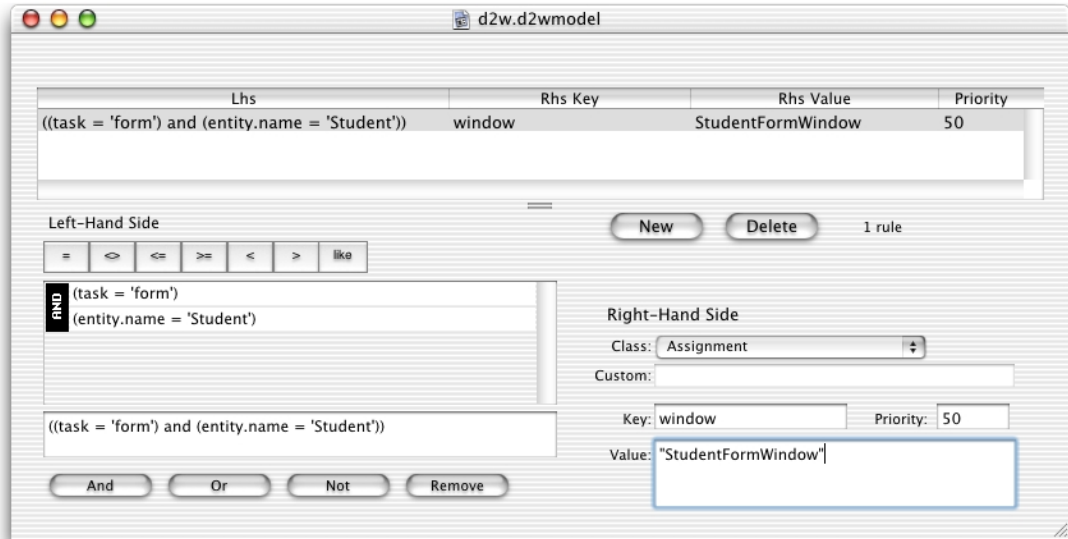 d2w.d2wmodel
Lhs Rhs Key Rhs Value Priority
((task = 'form') and (entity.name = 'Student')) window StudentFormWindow 50
Left-Hand Side
New Delete 1 rule
= <> <= >= < > like
AND
(task = 'form')
(entity.name = 'Student')
Right-Hand Side
Class: Assignment
Custom:
((task = 'form') and (entity.name = 'Student'))
Key: window Priority: 50
Value: "StudentFormWindow"
And Or Not Remove